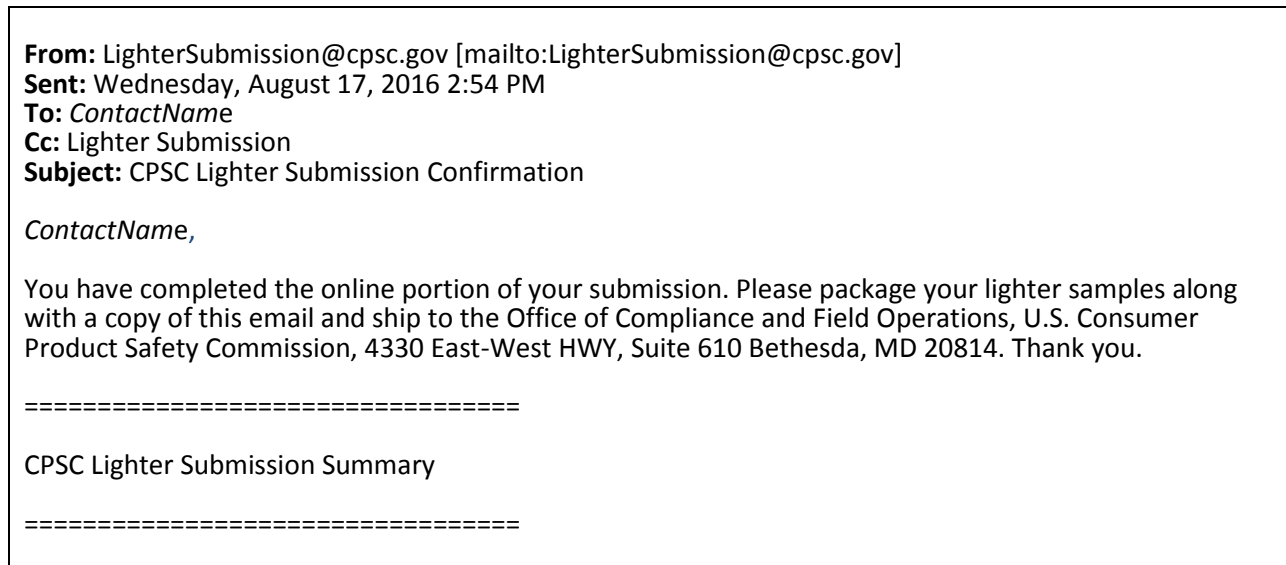 From: LighterSubmission@cpsc.gov [mailto:LighterSubmission@cpsc.gov]
Sent: Wednesday, August 17, 2016 2:54 PM
To: ContactName
Cc: Lighter Submission
Subject: CPSC Lighter Submission Confirmation
ContactName,
You have completed the online portion of your submission. Please package your lighter samples along
with a copy of this email and ship to the Office of Compliance and Field Operations, U.S. Consumer
Product Safety Commission, 4330 East-West HWY, Suite 610 Bethesda, MD 20814. Thank you.
==================================
CPSC Lighter Submission Summary
==================================